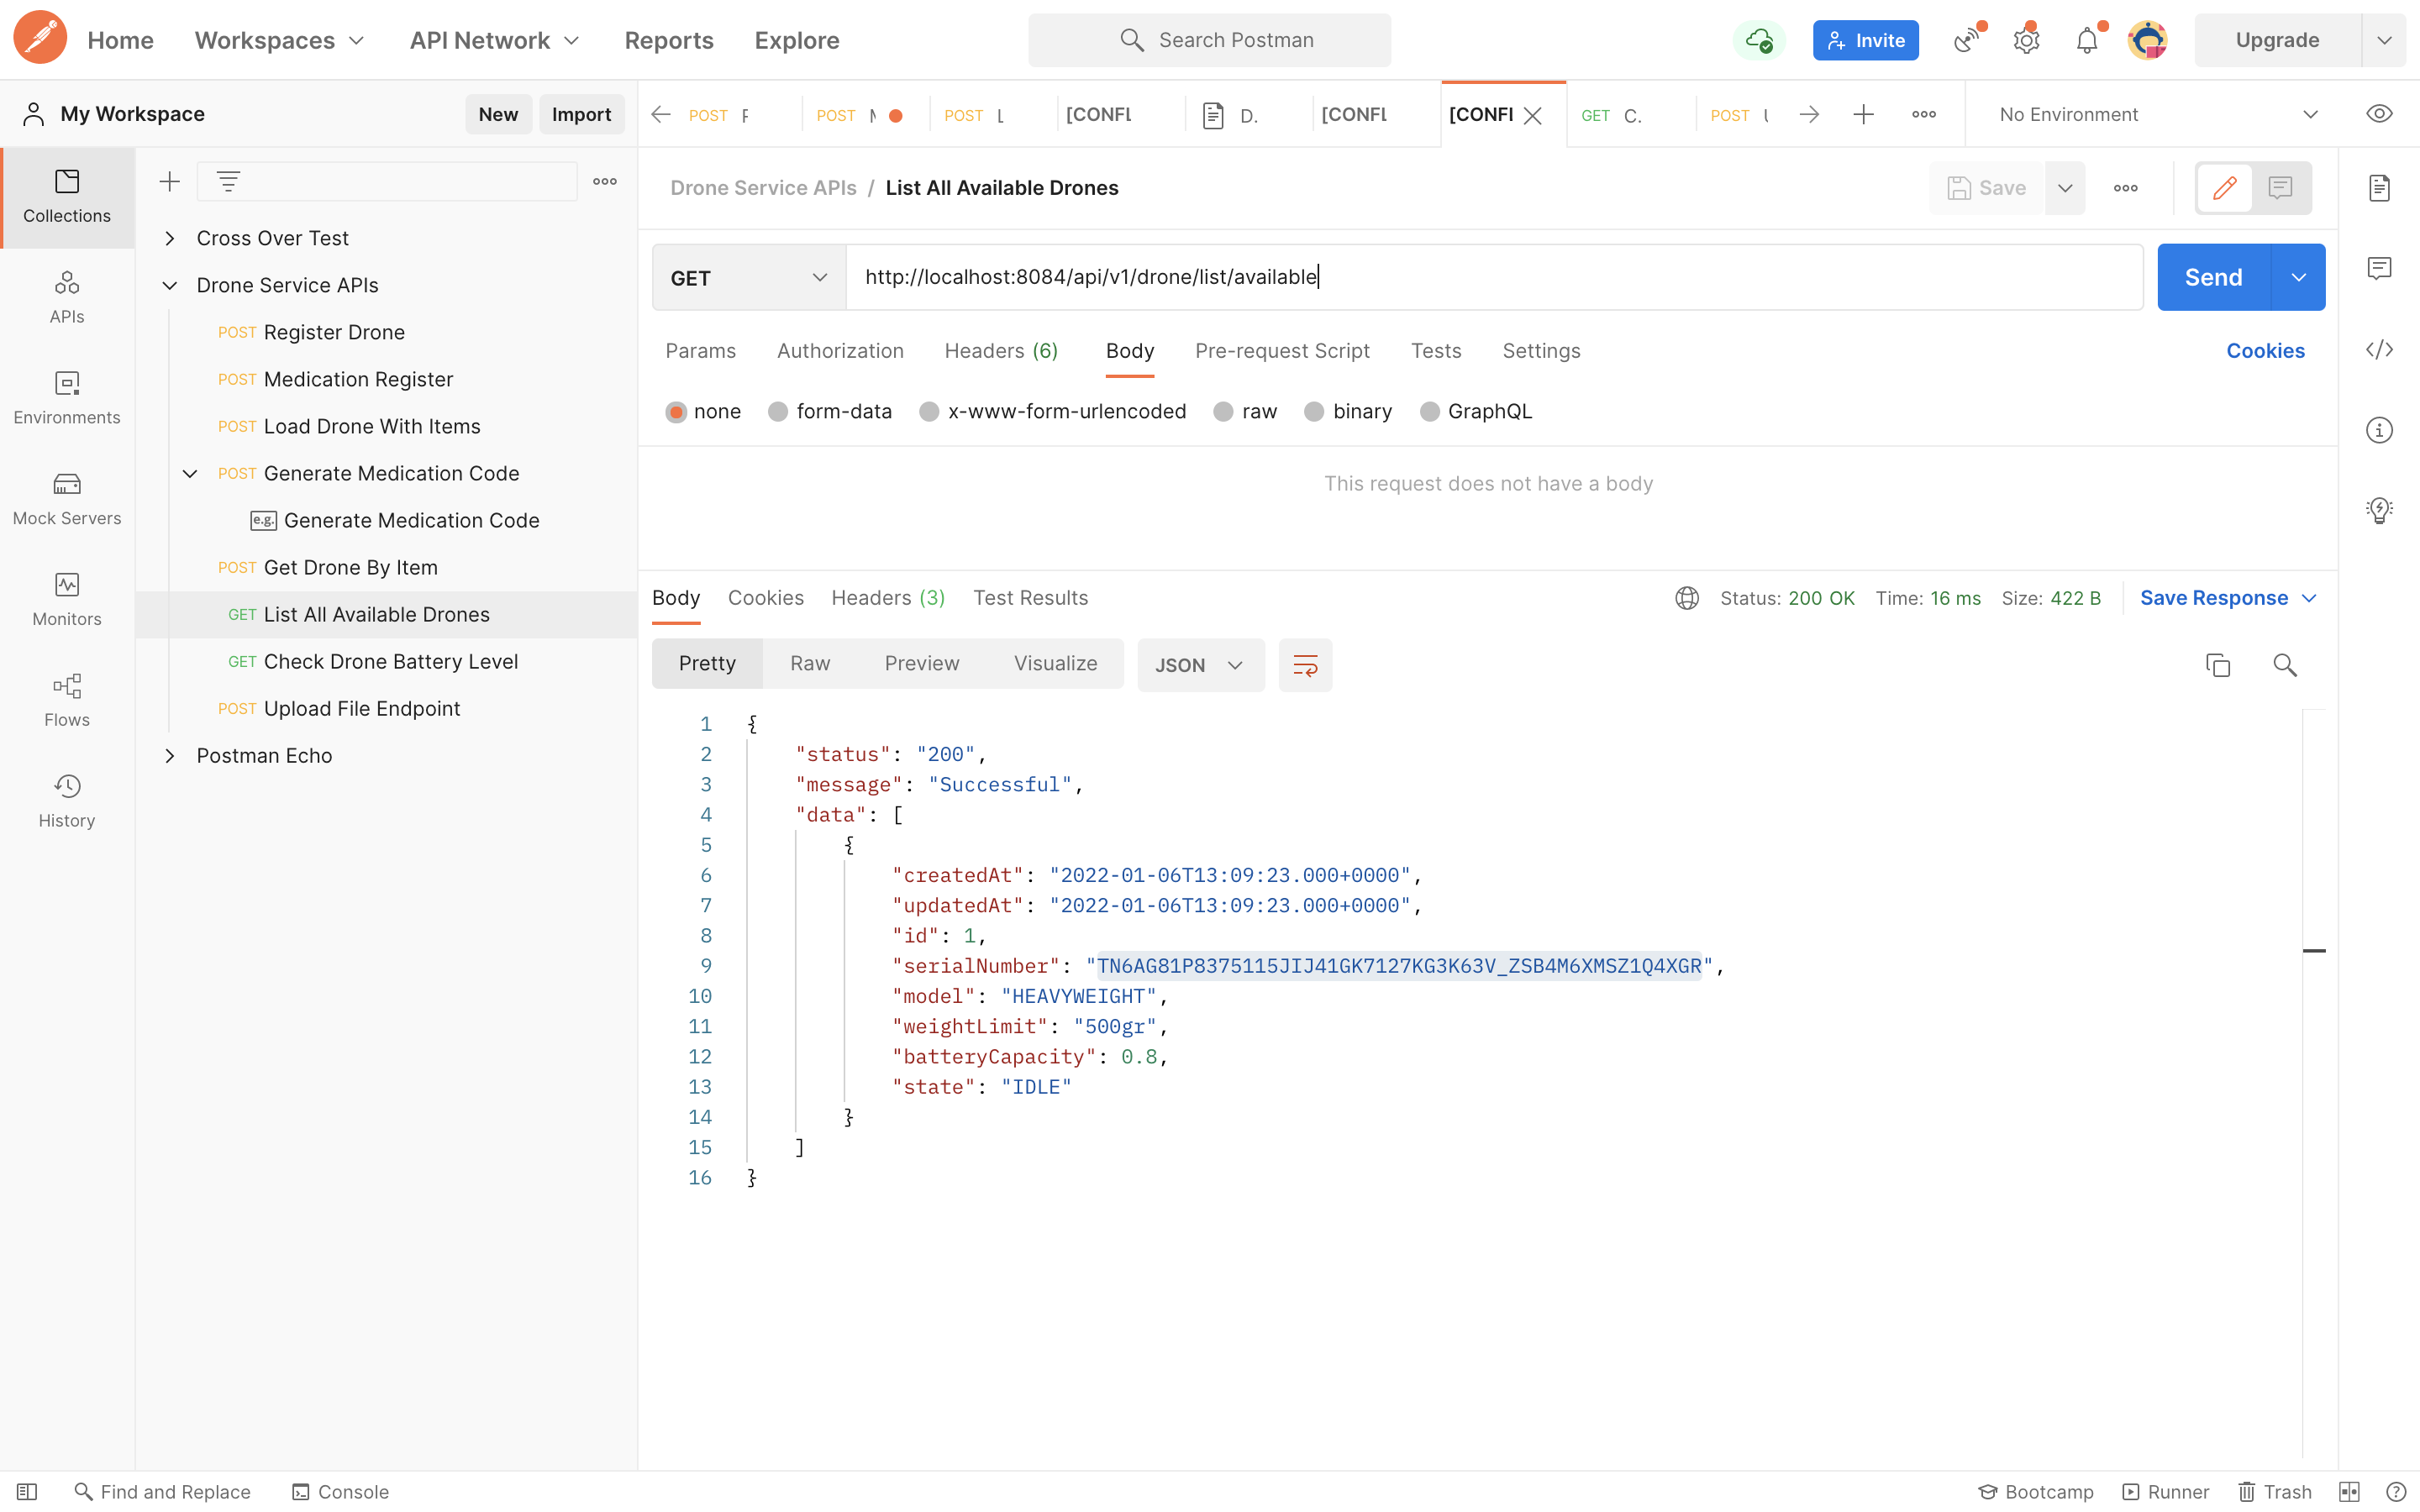 Home
Workspaces
API Network
Reports
Explore
Search Postman
Invite
Upgrade
My Workspace
New
Import
POST
POST
POST L
[CONFL
D.
[CONFL
[CONFI
GET C.
POST
No Environment
Collections
APIs
Environments
Mock Servers
Monitors
Flows
History
Cross Over Test
Drone Service APIs
POST Register Drone
POST Medication Register
POST Load Drone With Items
POST Generate Medication Code
e.g. Generate Medication Code
POST Get Drone By Item
GET List All Available Drones
GET Check Drone Battery Level
POST Upload File Endpoint
Postman Echo
Drone Service APIs / List All Available Drones
Save
GET
http://localhost:8084/api/v1/drone/list/available
Send
Params
Authorization
Headers (6)
Body
Pre-request Script
Tests
Settings
Cookies
none
form-data
x-www-form-urlencoded
raw
binary
GraphQL
This request does not have a body
Body
Cookies
Headers (3)
Test Results
Status: 200 OK
Time: 16 ms
Size: 422 B
Save Response
Pretty
Raw
Preview
Visualize
JSON
1 {
2 "status": "200",
3 "message": "Successful",
4 "data": [
5 {
6 "createdAt": "2022-01-06T13:09:23.000+0000",
7 "updatedAt": "2022-01-06T13:09:23.000+0000",
8 "id": 1,
9 "serialNumber": "TN6AG81P8375115JIJ41GK7127KG3K63V_ZSB4M6XMSZ1Q4XGR",
10 "model": "HEAVYWEIGHT",
11 "weightLimit": "500gr",
12 "batteryCapacity": 0.8,
13 "state": "IDLE"
14 }
15 ]
16 }
Find and Replace
Console
Bootcamp
Runner
Trash